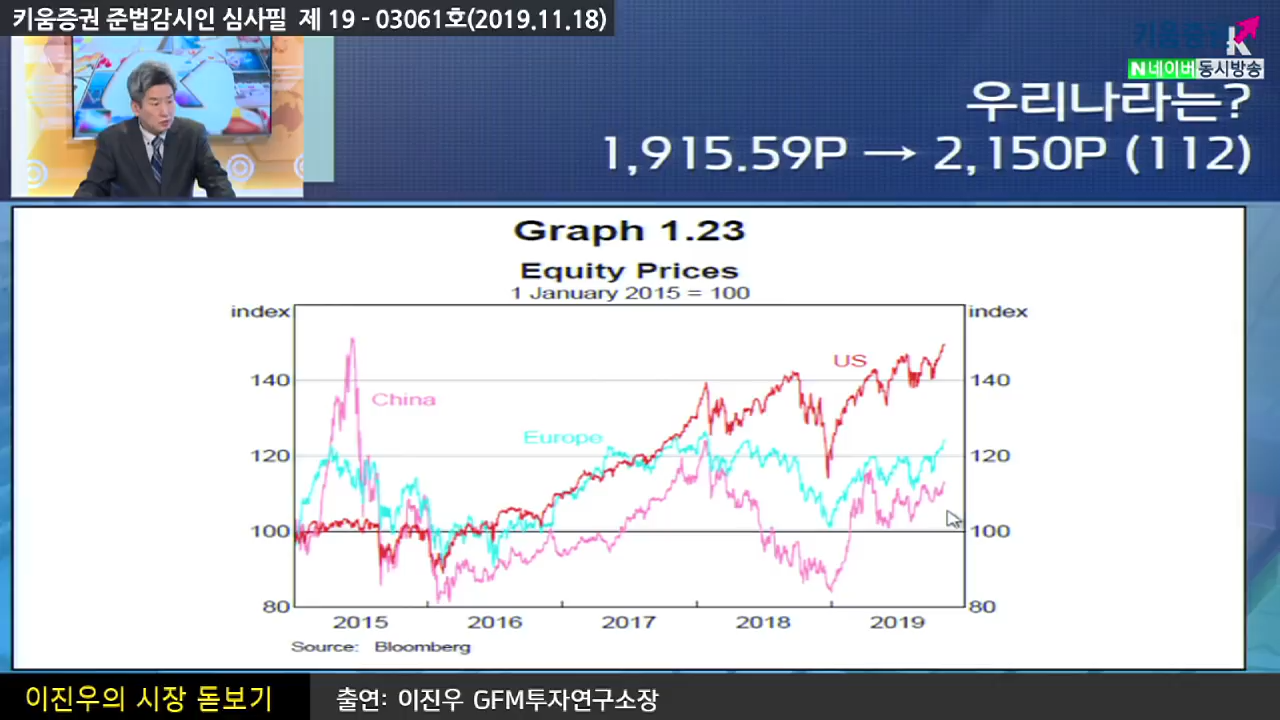 키움증권 준법감시인 심사필 제 19 - 03061호(2019.11.18)
키움증권
N 네이버 동시방송
우리나라는?
1,915.59P → 2,150P (112)
Graph 1.23
Equity Prices
1 January 2015 = 100
index
index
US
140
140
China
Europe
120
120
100
100
80
80
2015 2016 2017 2018 2019
Source: Bloomberg
이진우의 시장 돋보기
출연: 이진우 GFM투자연구소장